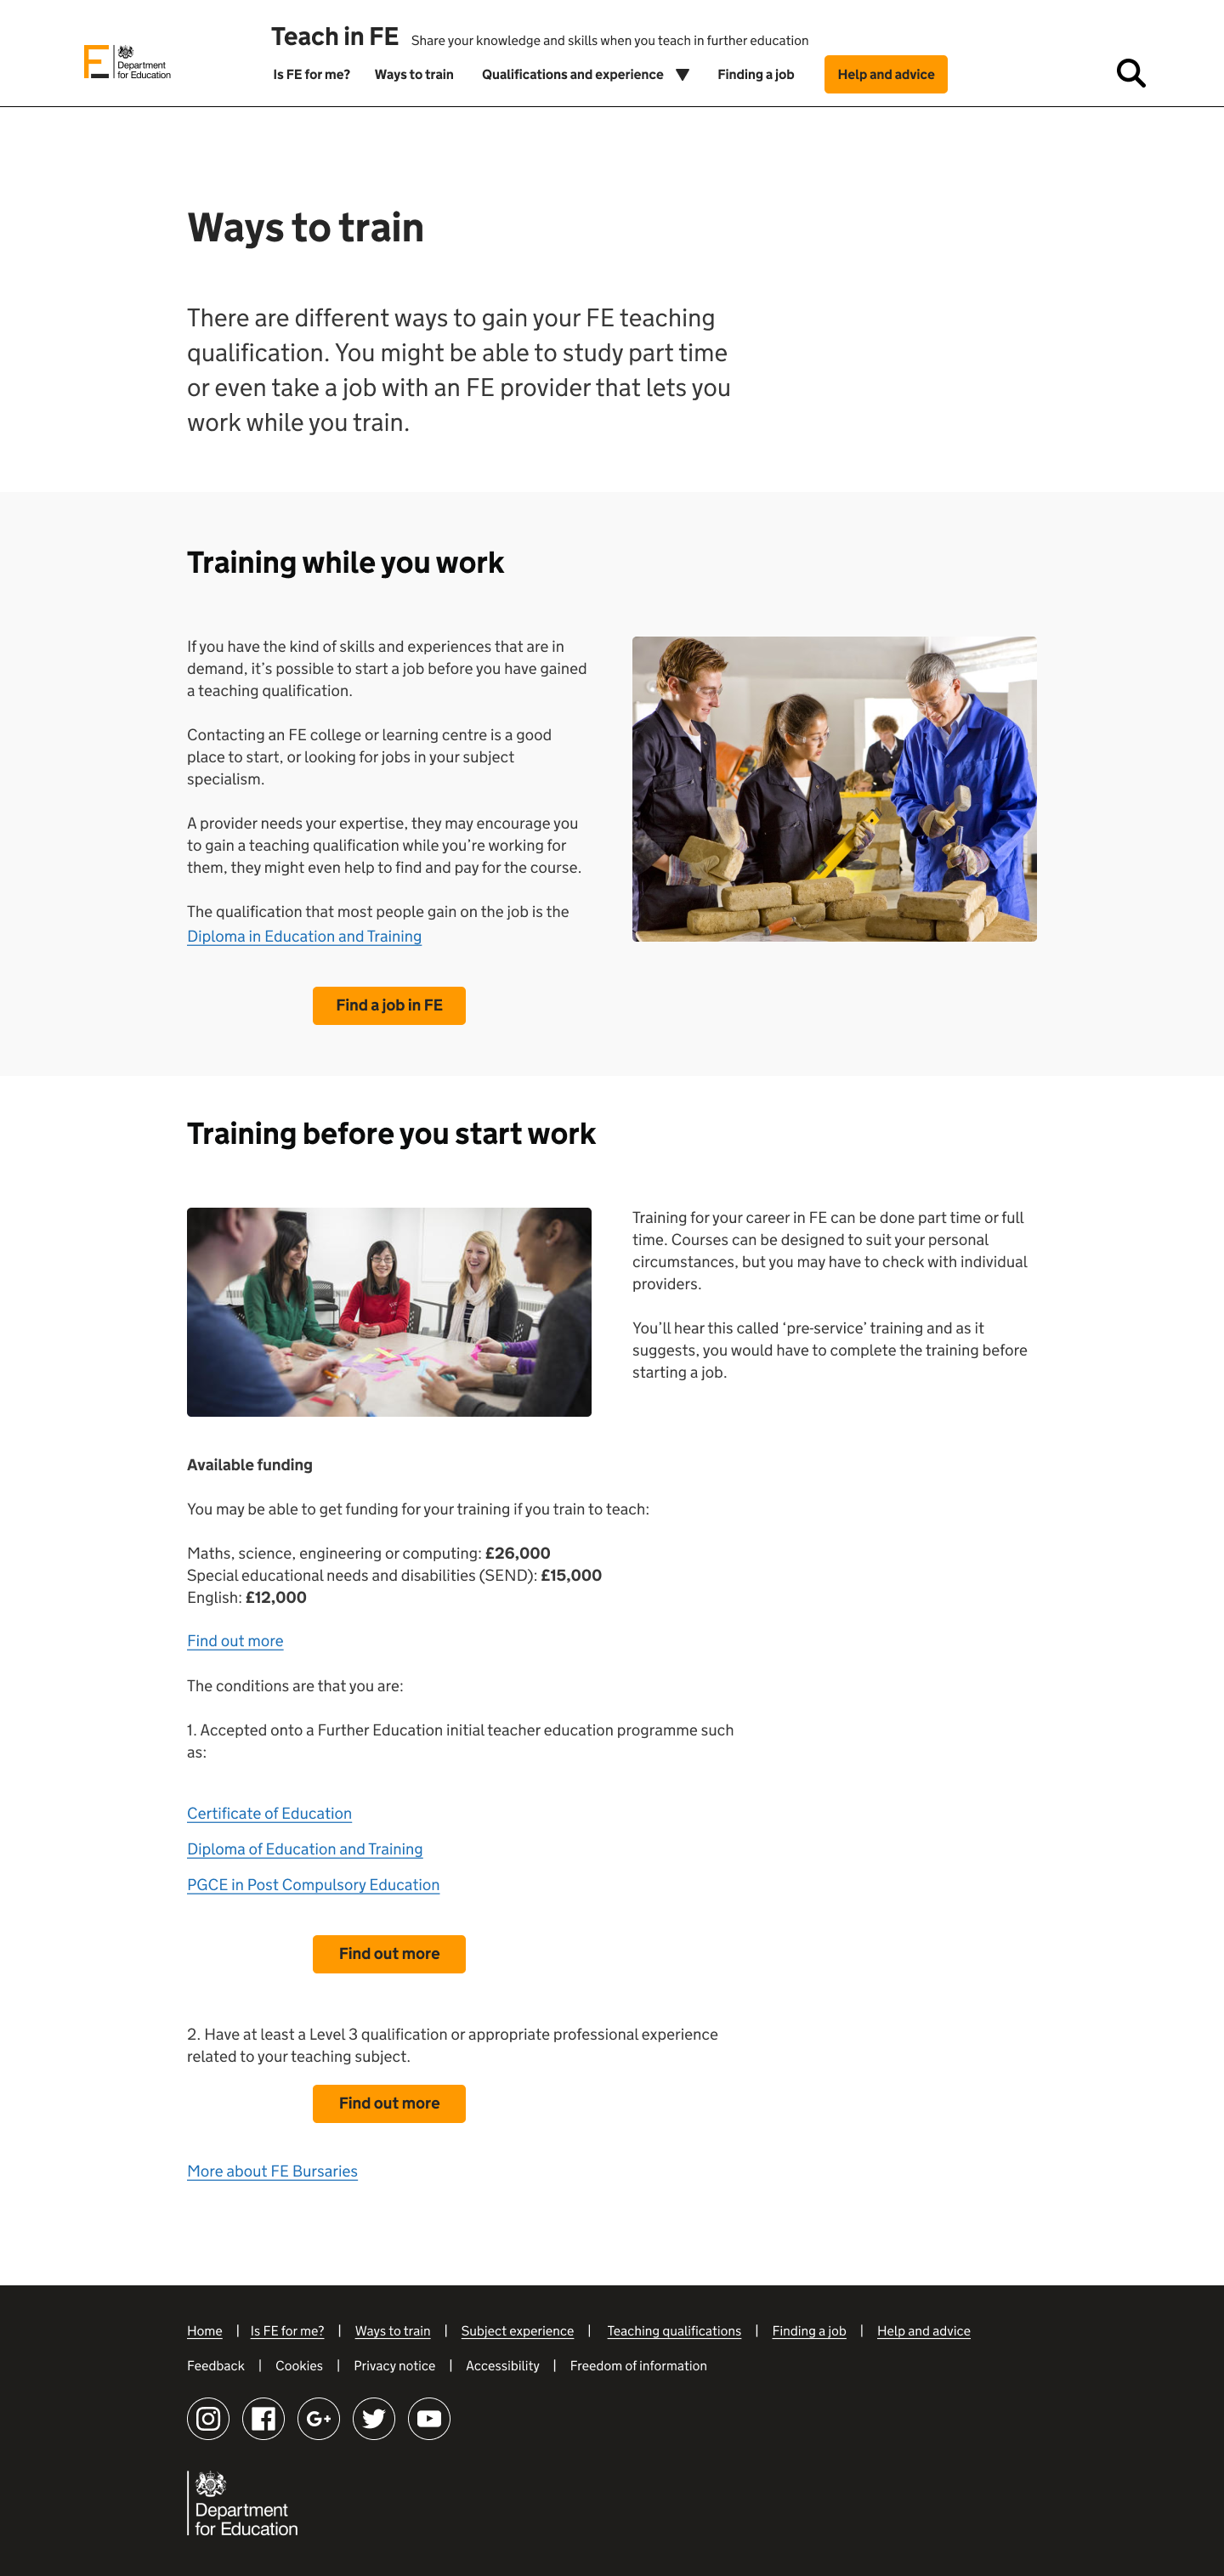 Department
for Education
Teach in FE Share your knowledge and skills when you teach in further education
Is FE for me? Ways to train Qualifications and experience Finding a job Help and advice
Ways to train
There are different ways to gain your FE teaching
qualification. You might be able to study part time
or even take a job with an FE provider that lets you
work while you train.
Training while you work
If you have the kind of skills and experiences that are in
demand, it’s possible to start a job before you have gained
a teaching qualification.
Contacting an FE college or learning centre is a good
place to start, or looking for jobs in your subject
specialism.
A provider needs your expertise, they may encourage you
to gain a teaching qualification while you’re working for
them, they might even help to find and pay for the course.
The qualification that most people gain on the job is the
Diploma in Education and Training
Find a job in FE
Training before you start work
Training for your career in FE can be done part time or full
time. Courses can be designed to suit your personal
circumstances, but you may have to check with individual
providers.
You’ll hear this called ‘pre-service’ training and as it
suggests, you would have to complete the training before
starting a job.
Available funding
You may be able to get funding for your training if you train to teach:
Maths, science, engineering or computing: £26,000
Special educational needs and disabilities (SEND): £15,000
English: £12,000
Find out more
The conditions are that you are:
1. Accepted onto a Further Education initial teacher education programme such
as:
Certificate of Education
Diploma of Education and Training
PGCE in Post Compulsory Education
Find out more
2. Have at least a Level 3 qualification or appropriate professional experience
related to your teaching subject.
Find out more
More about FE Bursaries
Home | Is FE for me? | Ways to train | Subject experience | Teaching qualifications | Finding a job | Help and advice
Feedback | Cookies | Privacy notice | Accessibility | Freedom of information
G+
Department
for Education